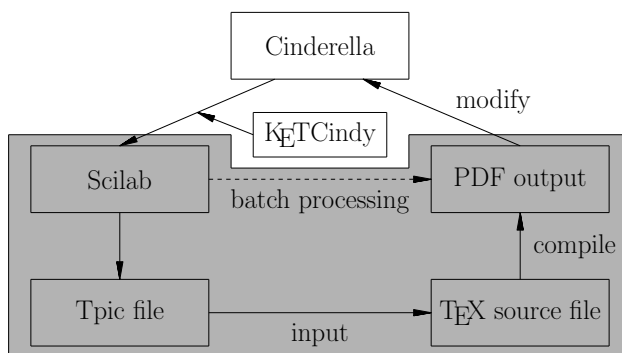 Cinderella
modify
KETCindy
Scilab
PDF output
batch processing
compile
Tpic file
TEX source file
input